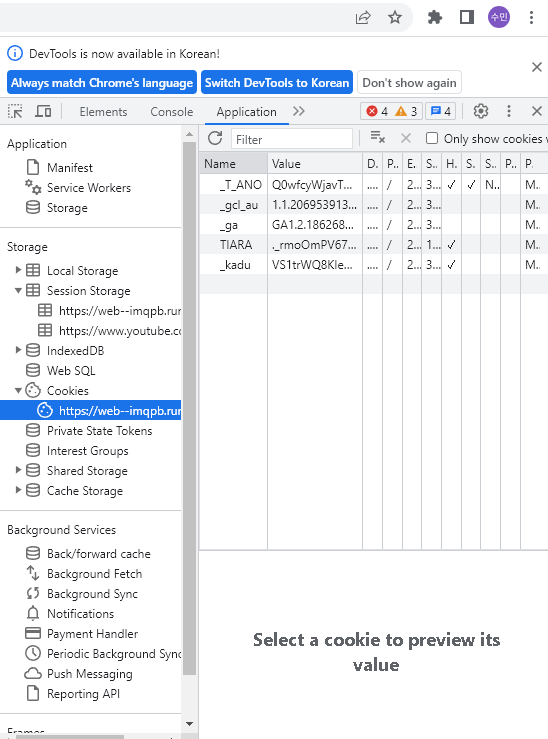 수민
DevTools is now available in Korean!
Always match Chrome's language Switch DevTools to Korean Don't show again
Elements Console Application 4 3 4
Application
Manifest
Service Workers
Storage
Storage
Local Storage
Session Storage
https://web--imqpb.run
https://www.youtube.co
IndexedDB
Web SQL
Cookies
https://web--imqpb.run
Private State Tokens
Interest Groups
Shared Storage
Cache Storage
Background Services
Back/forward cache
Background Fetch
Background Sync
Notifications
Payment Handler
Periodic Background Sync
Push Messaging
Reporting API
Frames
Filter Only show cookies
Name Value D. P.. E. S.. H. S. S.. P.. P.
_T_ANO Q0wfcyWjavT... .... / 2... 3... ✓ ✓ N.. M..
_gcl_au 1.1.206953913... .... / 2... 3... M..
_ga GA1.2.186268... .... / 2... 3... M..
TIARA ._rmoOmPV67... .... / 2... 1... ✓ M..
_kadu VS1trWQ8KIe... .... / 2... 3... ✓ M..
Select a cookie to preview its
value